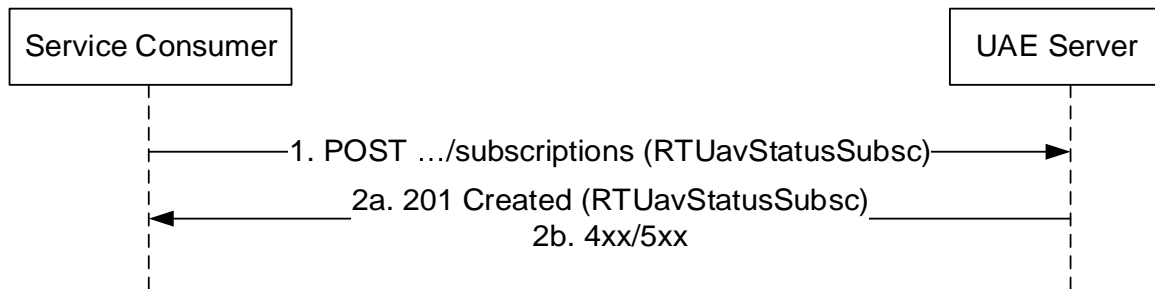 Service Consumer
UAE Server
1. POST …/subscriptions (RTUavStatusSubsc)
2a. 201 Created (RTUavStatusSubsc)
2b. 4xx/5xx